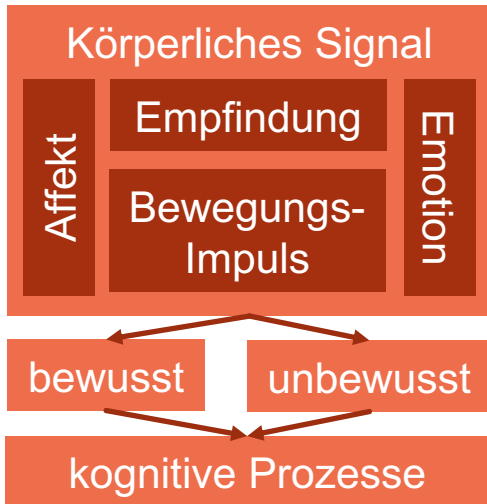 Körperliches Signal
Affekt
Empfindung
Bewegungs-
Impuls
Emotion
bewusst
unbewusst
kognitive Prozesse